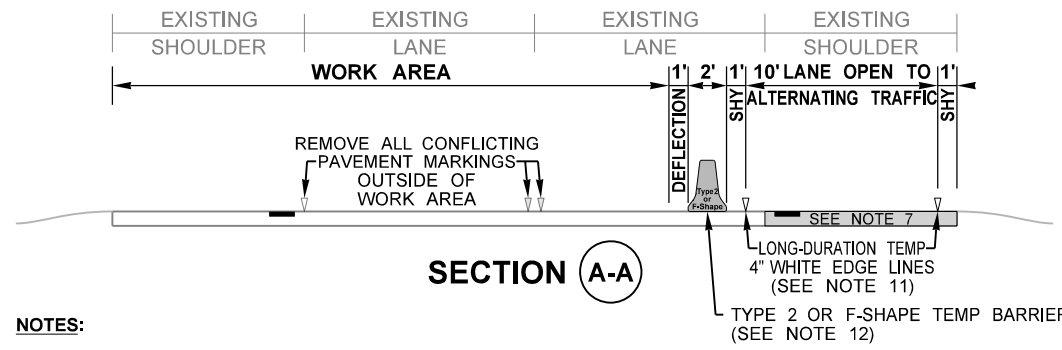 EXISTING EXISTING EXISTING EXISTING
SHOULDER LANE LANE SHOULDER
WORK AREA 1' 2' 1' 10' LANE OPEN TO 1'
ALTERNATING TRAFFIC
DEFLECTION
SHY
SHY
REMOVE ALL CONFLICTING
PAVEMENT MARKINGS
OUTSIDE OF
WORK AREA
Type 2
or
F-Shape
SEE NOTE 7
LONG-DURATION TEMP
4" WHITE EDGE LINES
(SEE NOTE 11)
SECTION A-A
TYPE 2 OR F-SHAPE TEMP BARRIER
(SEE NOTE 12)
NOTES: